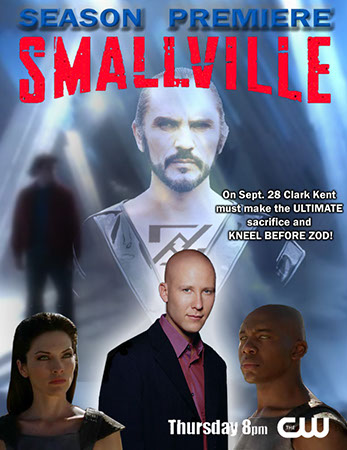 SEASON PREMIERE
SMALLVILLE
On Sept. 28 Clark Kent
must make the ULTIMATE
sacrifice and
KNEEL BEFORE ZOD!
Thursday 8pm THE CW